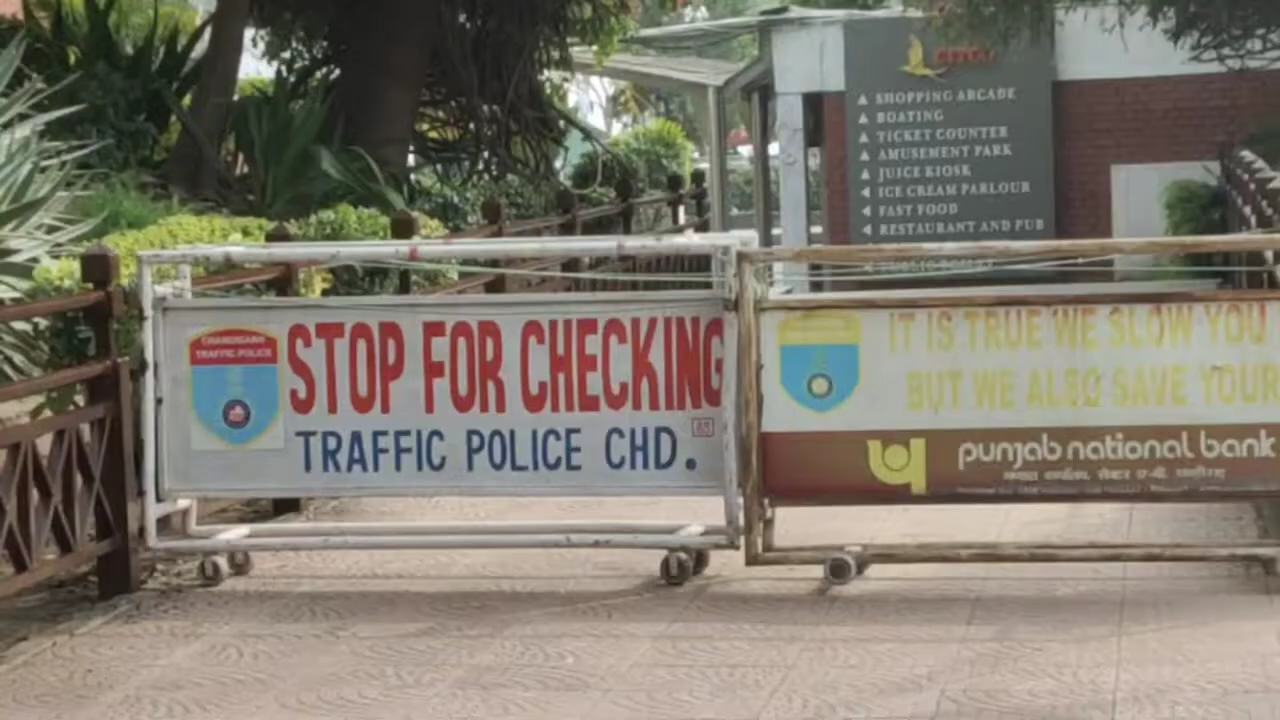 SHOPPING ARCADE
BOATING
TICKET COUNTER
AMUSEMENT PARK
JUICE KIOSK
ICE CREAM PARLOUR
FAST FOOD
RESTAURANT AND PUB
CHANDIGARH
TRAFFIC POLICE
STOP FOR CHECKING
TRAFFIC POLICE CHD.
IT IS TRUE WE SLOW YOU
BUT WE ALSO SAVE YOUR
punjab national bank